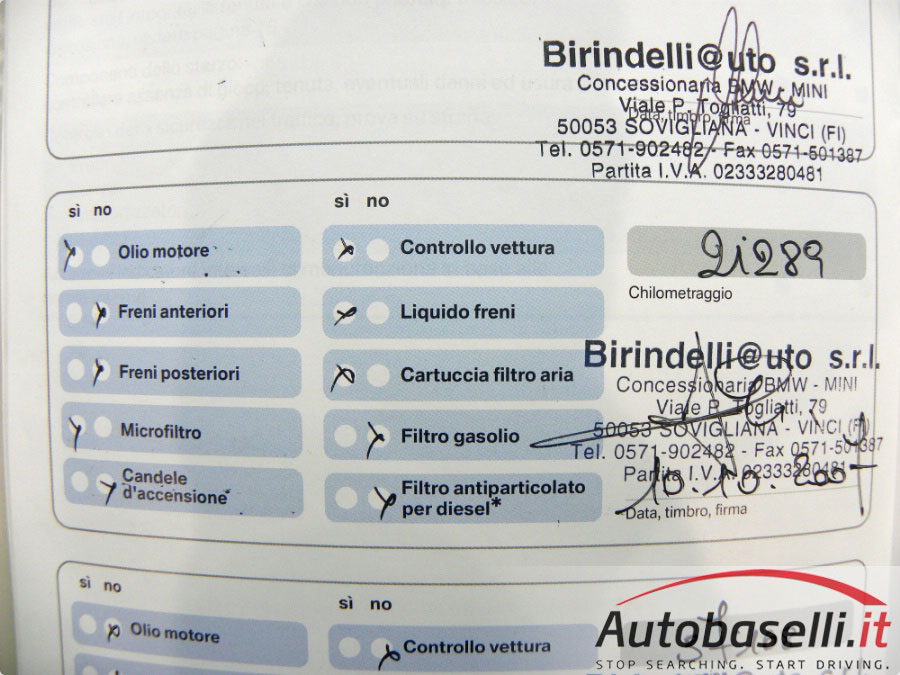 Birindelli@uto s.r.l.
Concessionaria BMW - MINI
Viale P. Togliatti, 79
Data, timbro, firma
50053 SOVIGLIANA - VINCI (FI)
Tel. 0571-902482 - Fax 0571-501387
Partita I.V.A. 02333280481
sì no
sì no
Olio motore
Controllo vettura
21289
Chilometraggio
Freni anteriori
Liquido freni
Freni posteriori
Cartuccia filtro aria
Birindelli@uto s.r.l.
Concessionaria BMW - MINI
Viale P. Togliatti, 79
50053 SOVIGLIANA - VINCI (FI)
Tel. 0571-902482 - Fax 0571-501387
Partita I.V.A. 02333280481
Microfiltro
Filtro gasolio
Candele
d'accensione
Filtro antiparticolato
per diesel*
10.10.2007
Data, timbro, firma
sì no
sì no
Olio motore
Controllo vettura
Autobaselli.it
STOP SEARCHING. START DRIVING.